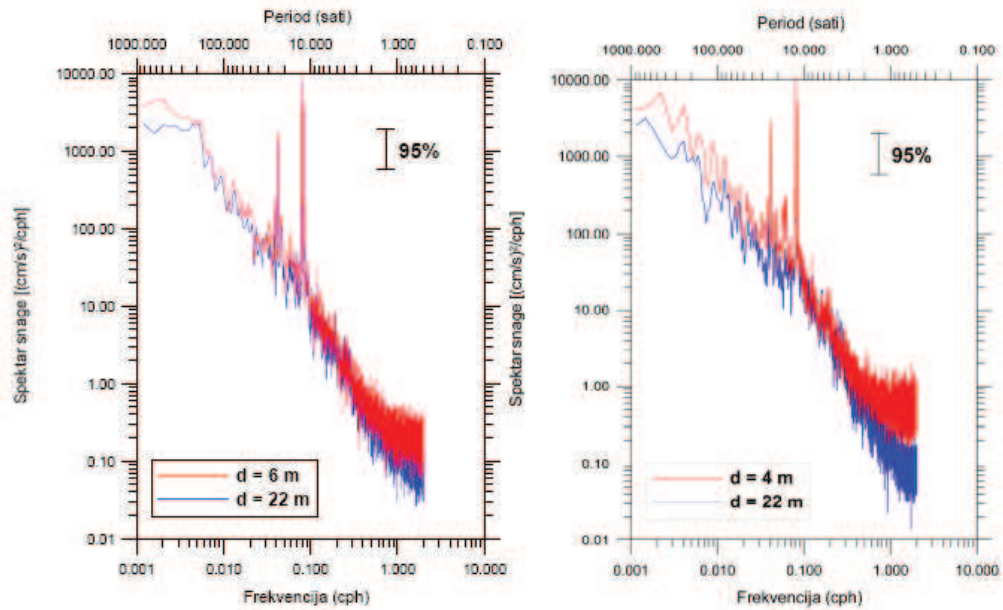 Period (sati)
1000.000 100.000 10.000 1.000 0.100
10000.00
1000.00
100.00
10.00
1.00
0.10
0.01
Spektar snage [(cm/s)²/cph]
95%
d = 6 m
d = 22 m
0.001 0.010 0.100 1.000 10.000
Frekvencija (cph)
Period (sati)
1000.000 100.000 10.000 1.000 0.100
10000.00
1000.00
100.00
10.00
1.00
0.10
0.01
Spektar snage [(cm/s)²/cph]
95%
d = 4 m
d = 22 m
0.001 0.010 0.100 1.000 10.000
Frekvencija (cph)